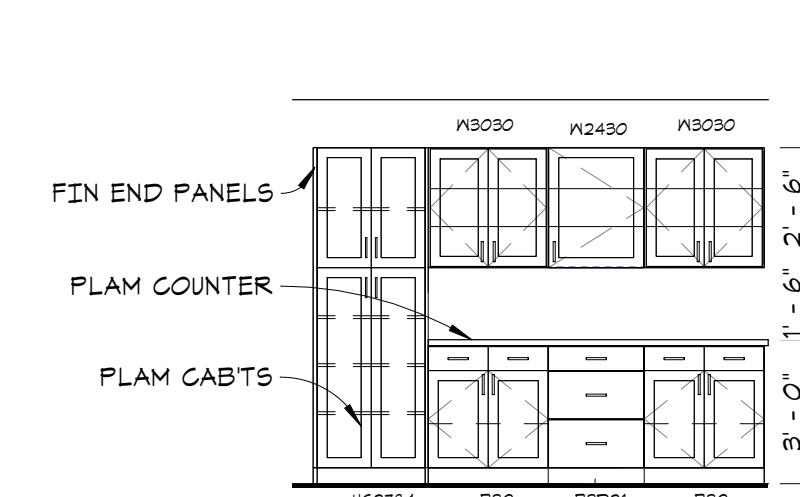 W3030
W2430
W3030
FIN END PANELS
2' - 6"
PLAM COUNTER
1' - 6"
PLAM CAB'TS
3' - 0"